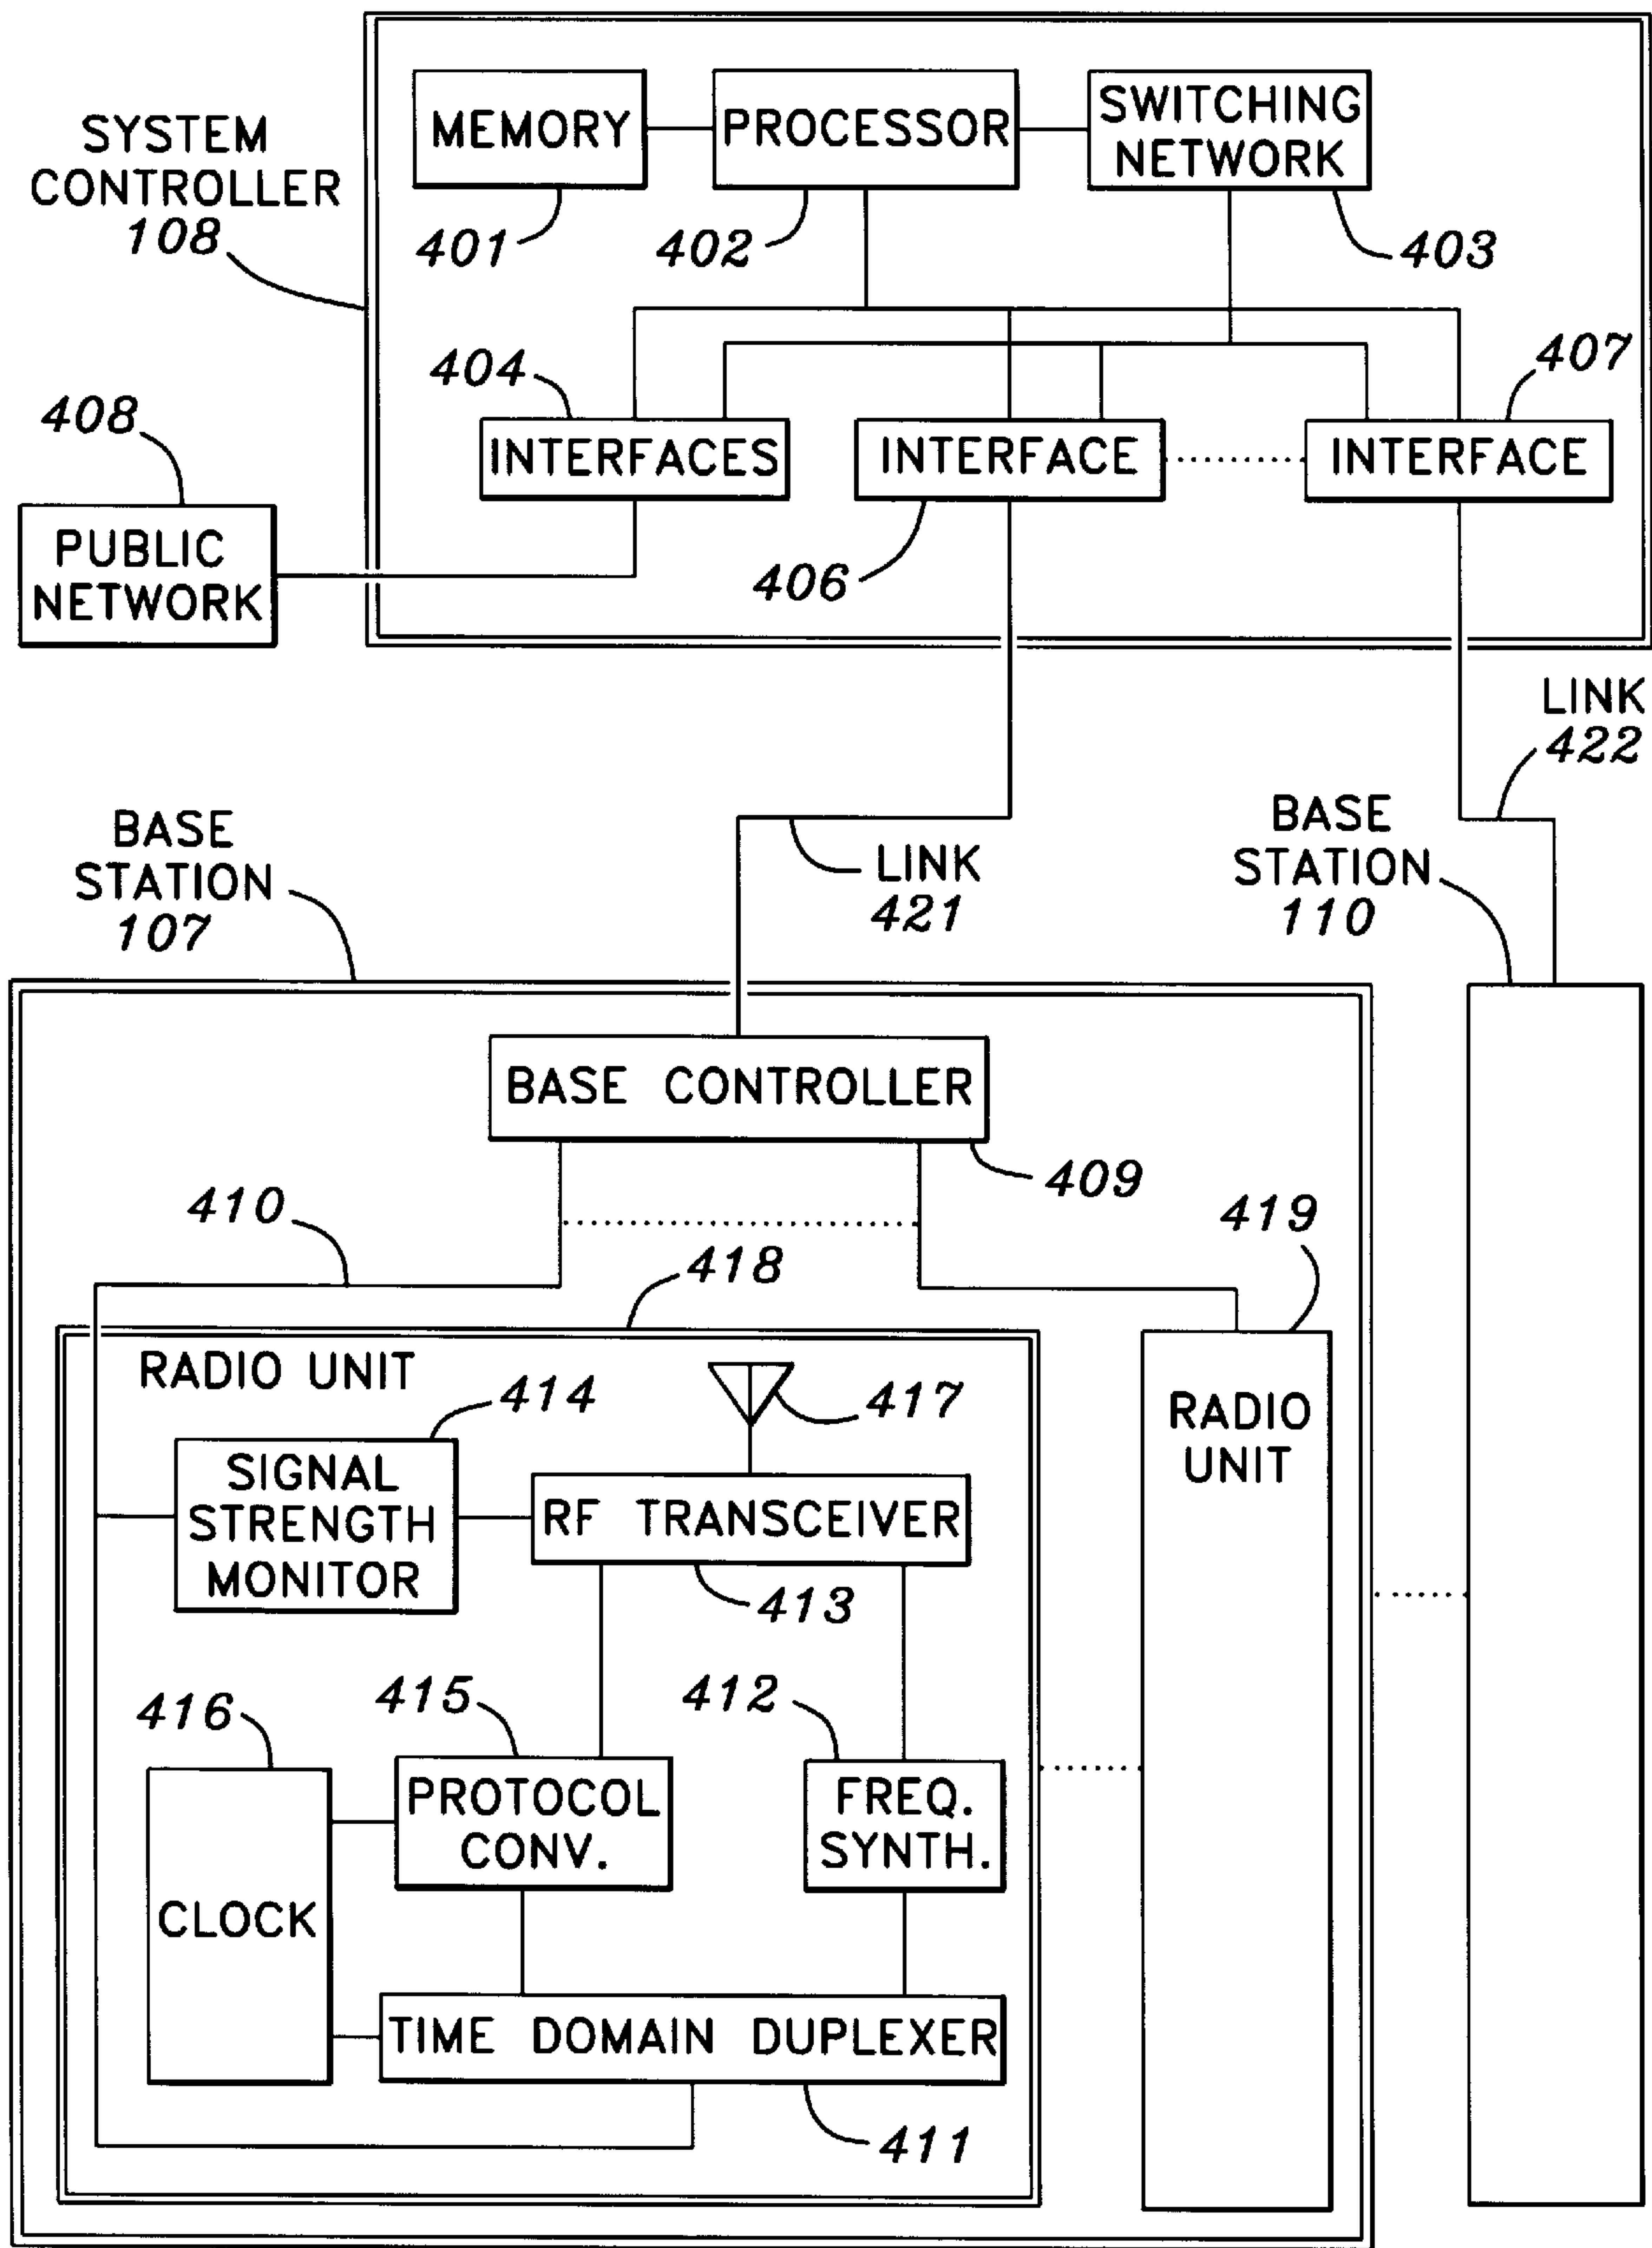 MEMORY
PROCESSOR
SWITCHING
NETWORK
SYSTEM
CONTROLLER
108
401
402
403
404
407
408
INTERFACES
INTERFACE
INTERFACE
PUBLIC
NETWORK
406
LINK
422
BASE
STATION
107
LINK
421
BASE
STATION
110
BASE CONTROLLER
409
410
418
419
RADIO UNIT
414
417
RADIO
UNIT
SIGNAL
STRENGTH
MONITOR
RF TRANSCEIVER
413
416
415
412
PROTOCOL
CONV.
FREQ.
SYNTH.
CLOCK
TIME DOMAIN DUPLEXER
411